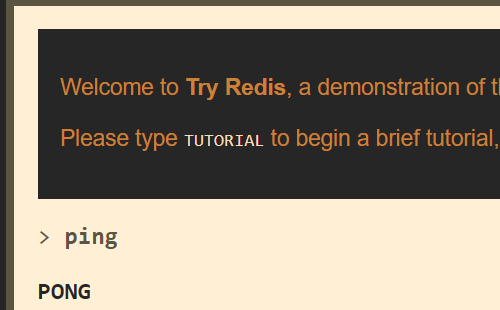 Welcome to Try Redis, a demonstration of
Please type TUTORIAL to begin a brief tutorial,
> ping
PONG